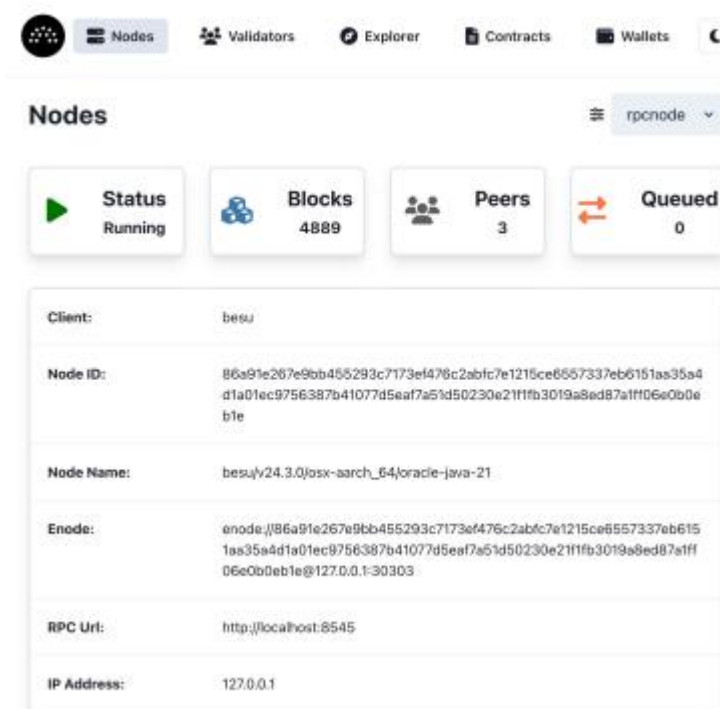 Nodes Validators Explorer Contracts Wallets
Nodes rpcnode
Status Blocks Peers Queued
Running 4889 3 0
Client: besu
Node ID: 86a91e267e9bb455293c7173ef476c2abfc7e1215ce6557337eb6151aa35a4
d1a01ec9756387b41077d5eaf7a51d50230e21f1fb3019a8ed87a1ff06e0b0e
b1e
Node Name: besu/v24.3.0/osx-aarch_64/oracle-java-21
Enode: enode://86a91e267e9bb455293c7173ef476c2abfc7e1215ce6557337eb615
1aa35a4d1a01ec9756387b41077d5eaf7a51d50230e21f1fb3019a8ed87a1ff
06e0b0eb1e@127.0.0.1:30303
RPC Url: http://localhost:8545
IP Address: 127.0.0.1